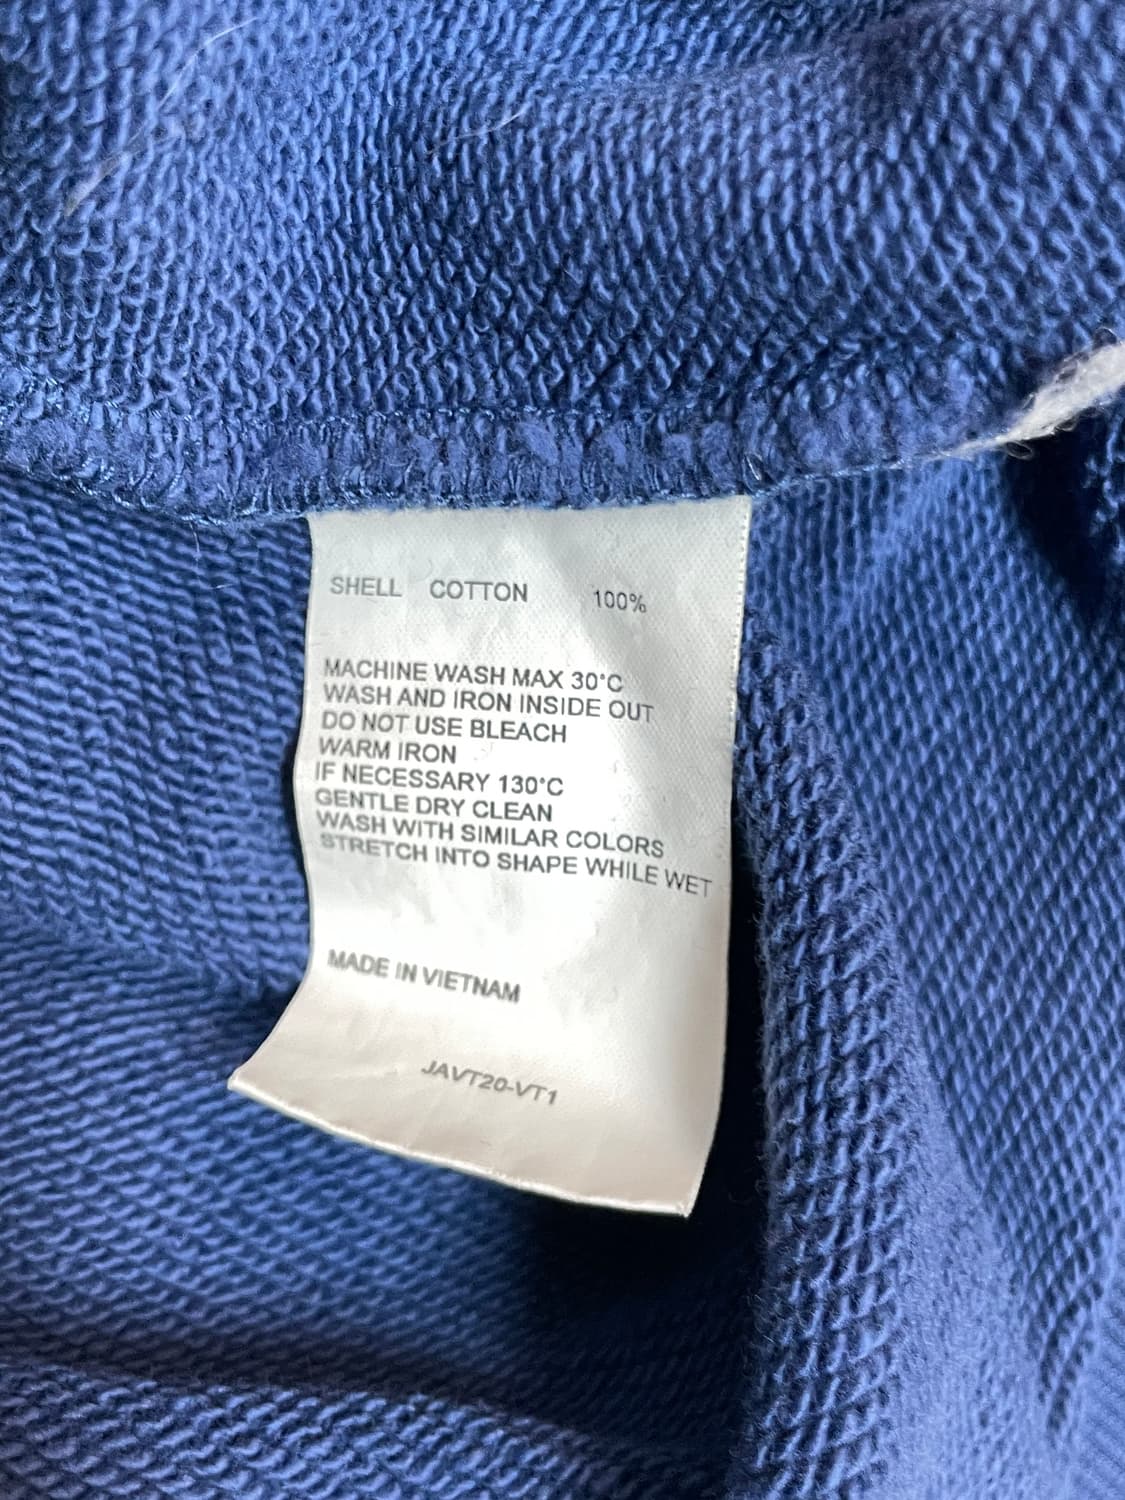 SHELL COTTON 100%
MACHINE WASH MAX 30°C
WASH AND IRON INSIDE OUT
DO NOT USE BLEACH
WARM IRON
IF NECESSARY 130°C
GENTLE DRY CLEAN
WASH WITH SIMILAR COLORS
STRETCH INTO SHAPE WHILE WET
MADE IN VIETNAM
JAVT20-VT1